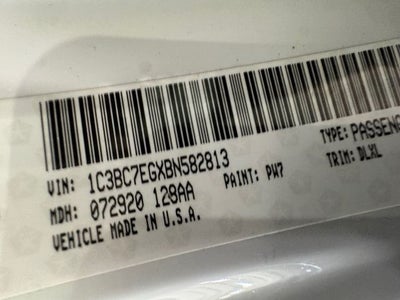 VIN: 1C3BC7EGXBN582813 TYPE: PASSENG
MDH: 072920 128AA PAINT: PW7 TRIM: DLXL
VEHICLE MADE IN U.S.A.